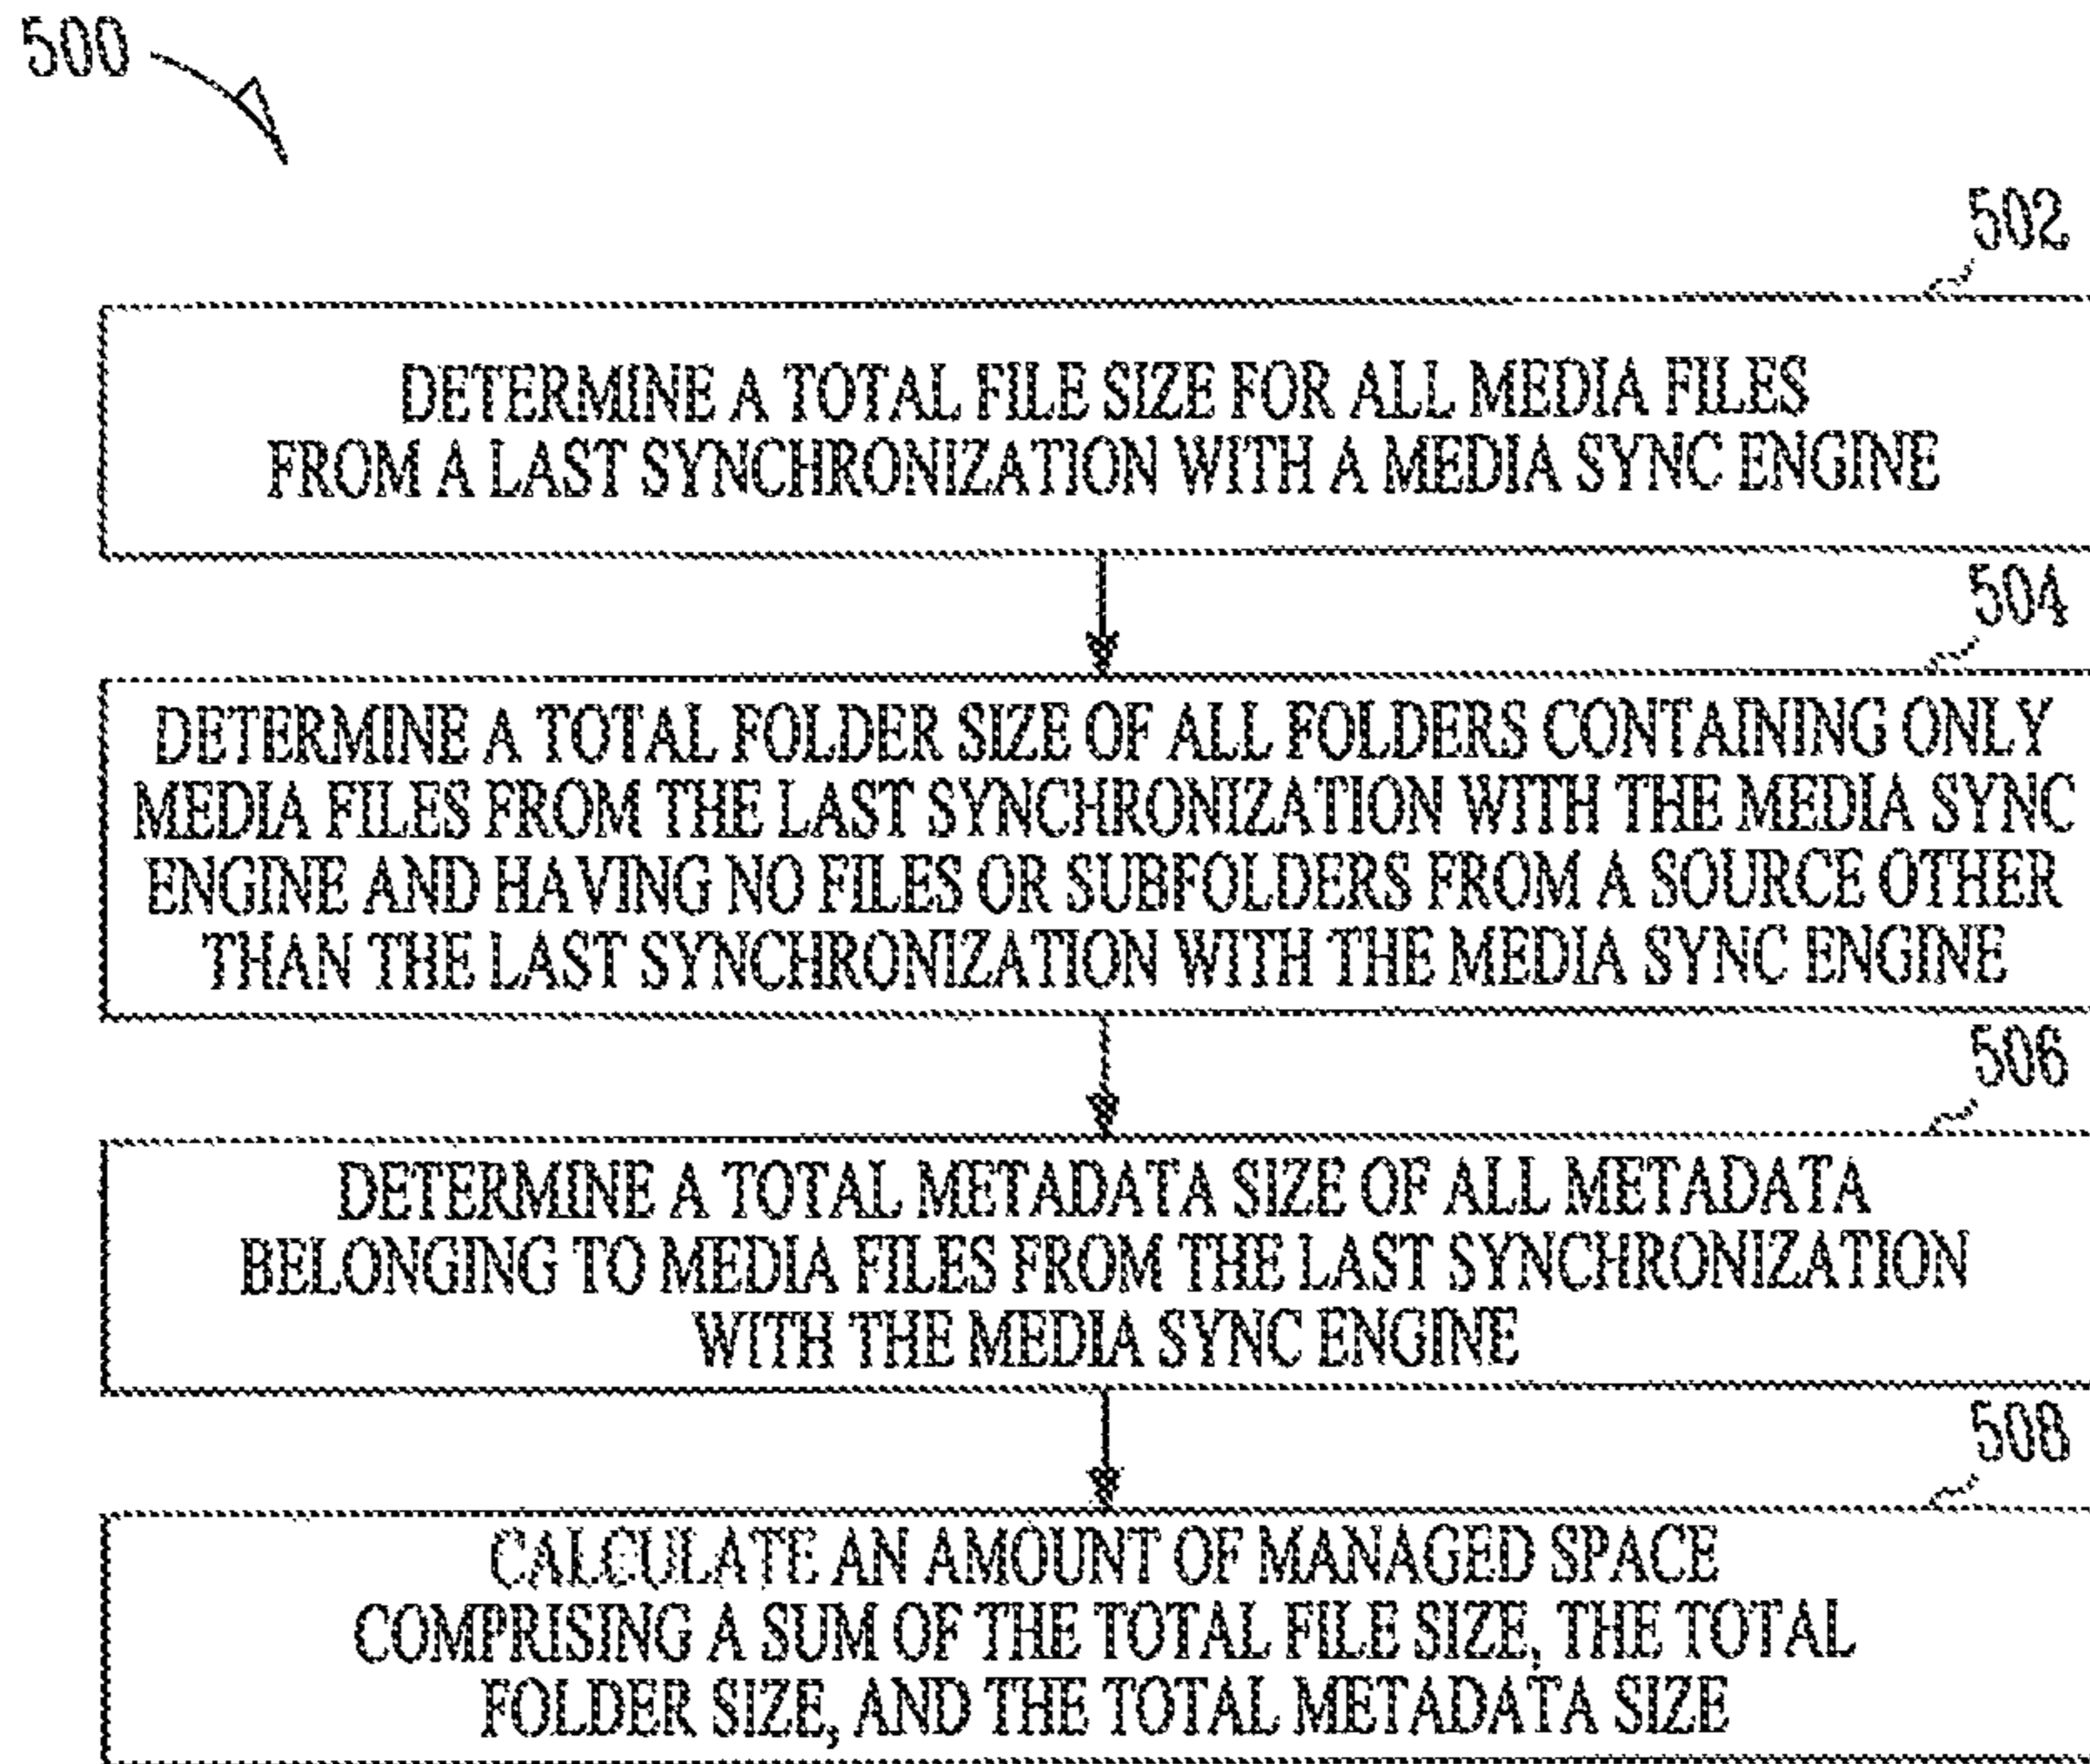 500
502
DETERMINE A TOTAL FILE SIZE FOR ALL MEDIA FILES
FROM A LAST SYNCHRONIZATION WITH A MEDIA SYNC ENGINE
504
DETERMINE A TOTAL FOLDER SIZE OF ALL FOLDERS CONTAINING ONLY
MEDIA FILES FROM THE LAST SYNCHRONIZATION WITH THE MEDIA SYNC
ENGINE AND HAVING NO FILES OR SUBFOLDERS FROM A SOURCE OTHER
THAN THE LAST SYNCHRONIZATION WITH THE MEDIA SYNC ENGINE
506
DETERMINE A TOTAL METADATA SIZE OF ALL METADATA
BELONGING TO MEDIA FILES FROM THE LAST SYNCHRONIZATION
WITH THE MEDIA SYNC ENGINE
508
CALCULATE AN AMOUNT OF MANAGED SPACE
COMPRISING A SUM OF THE TOTAL FILE SIZE, THE TOTAL
FOLDER SIZE, AND THE TOTAL METADATA SIZE